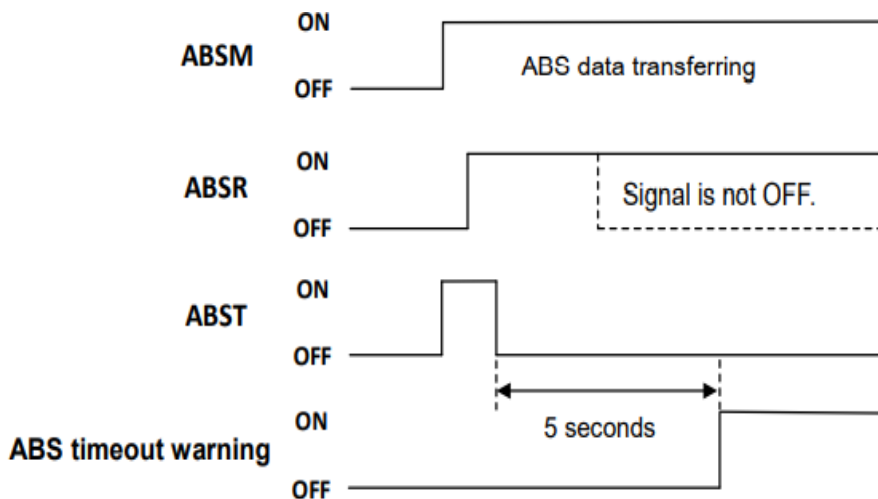 ON
ABSM
ABS data transferring
OFF
ON
ABSR
Signal is not OFF.
OFF
ON
ABST
OFF
ON
5 seconds
ABS timeout warning
OFF